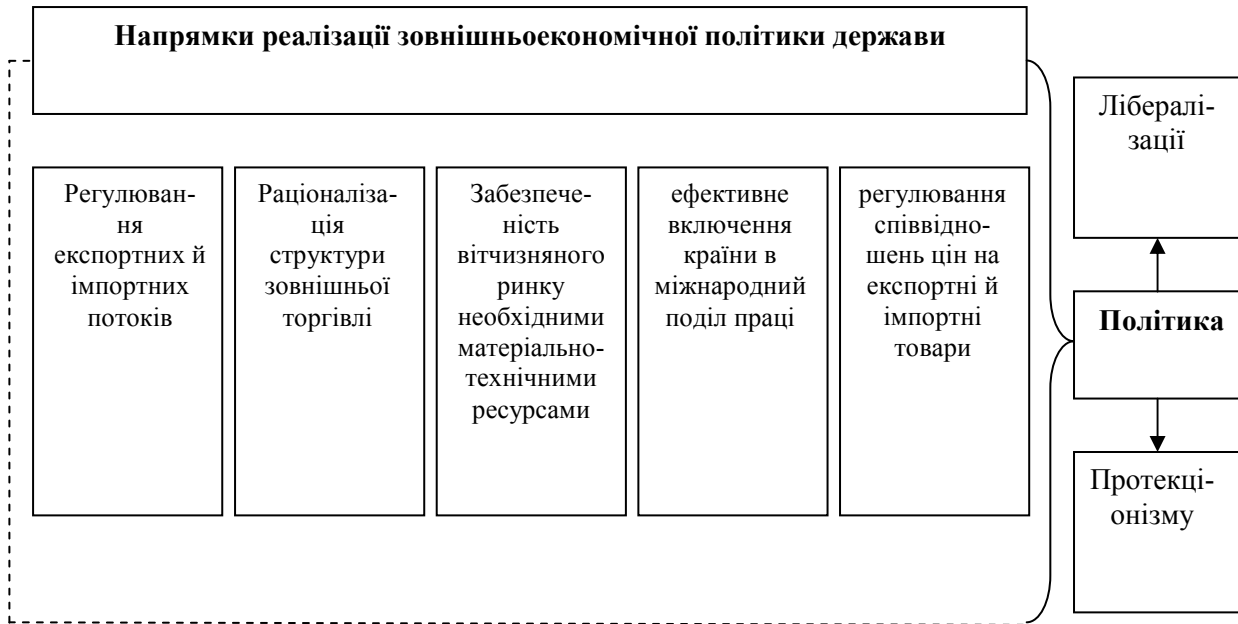 Напрямки реалізації зовнішньоекономічної політики держави
Регулюван-
ня
експортних й
імпортних
потоків
Раціоналіза-
ція
структури
зовнішньої
торгівлі
Забезпече-
ність
вітчизняного
ринку
необхідними
матеріально-
технічними
ресурсами
ефективне
включення
країни в
міжнародний
поділ праці
регулювання
співвідно-
шень цін на
експортні й
імпортні
товари
Лібералі-
зації
Політика
Протекці-
онізму